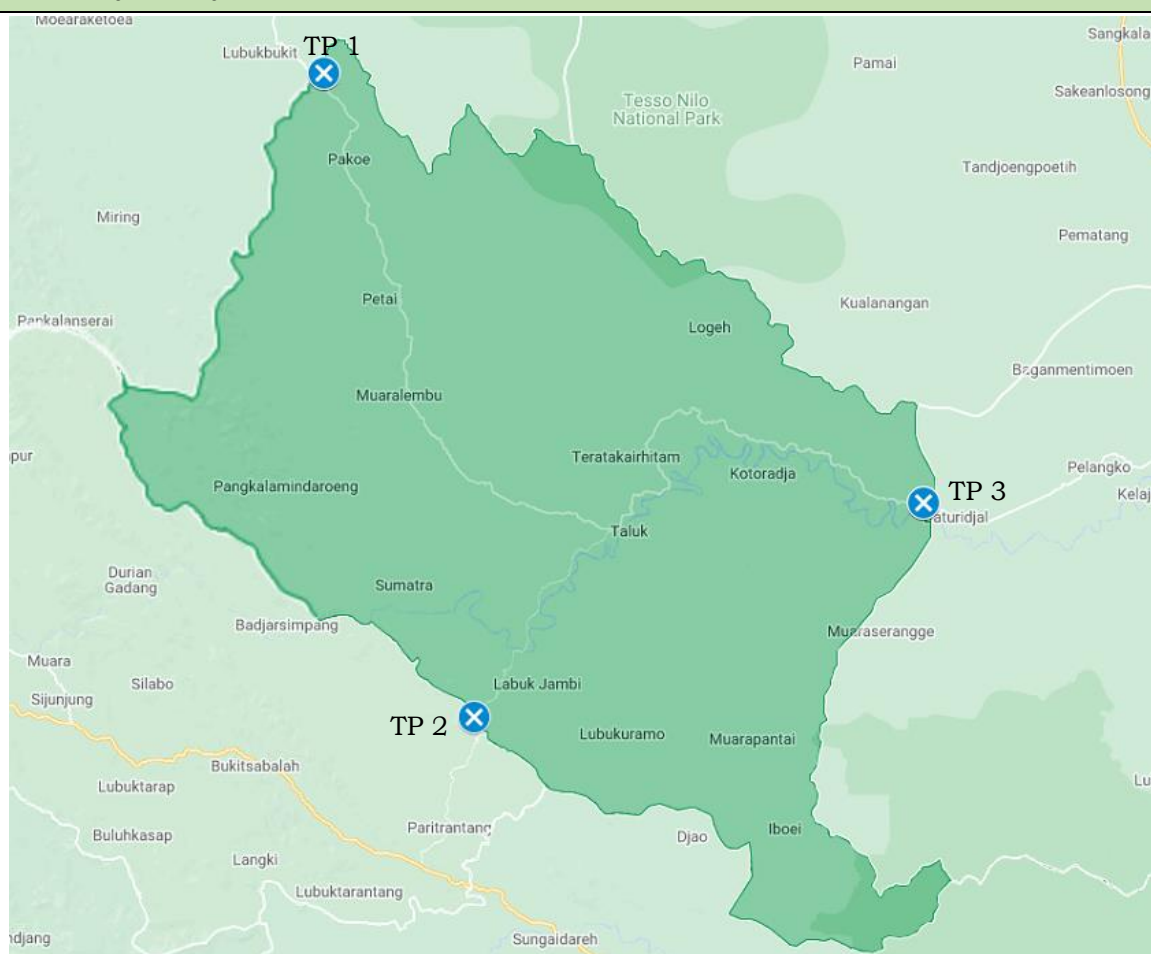 Moearaketoea
Lubukbukit
TP 1
Sangkala
Pamai
Sakeanlosong
Tesso Nilo
National Park
Pakoe
Tandjoengpoetih
Miring
Pematang
Petai
Kualanangan
Pankalanserai
Logeh
Baganmentimoen
Muaralembu
Teratakairhitam
Kotoradja
Pelangko
pur
Pangkalamindaroeng
TP 3
Kelaj
Baturidjal
Taluk
Durian
Gadang
Sumatra
Badjarsimpang
Muaraserangge
Muara
Silabo
Labuk Jambi
Sijunjung
TP 2
Lubukuramo
Muarapantai
Bukitsabalah
Lubuktarap
Lu
Paritrantang
Iboei
Buluhkasap
Djao
Langki
Lubuktarantang
ndjang
Sungaidareh